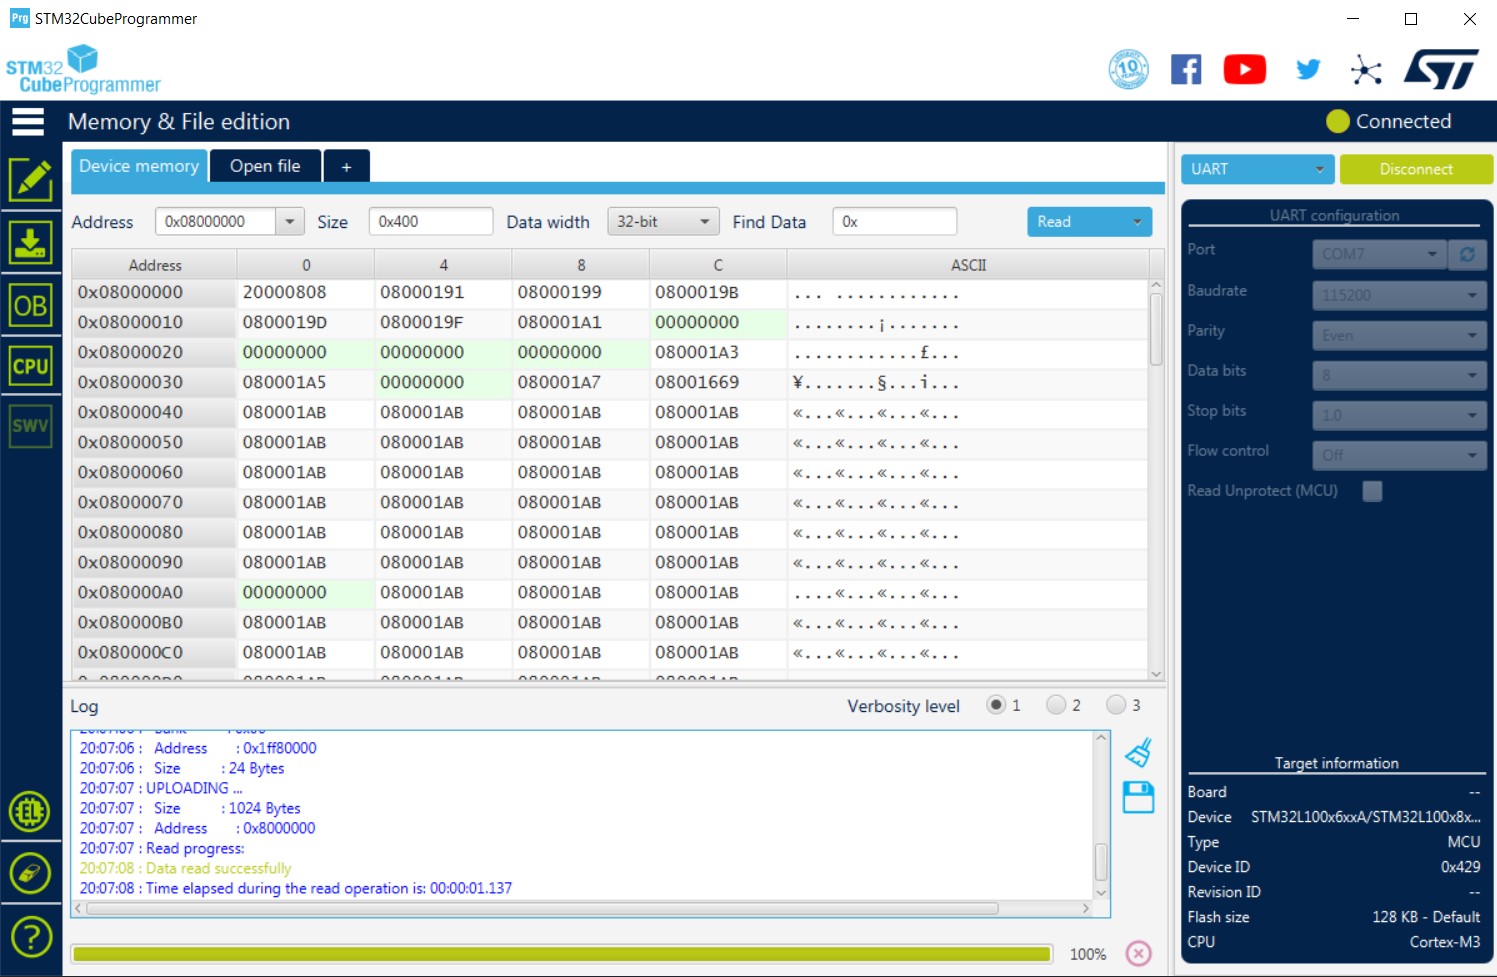 Prg STM32CubeProgrammer
STM32
CubeProgrammer
10
Memory & File edition
Connected
Device memory
Open file
+
UART
Disconnect
Address 0x08000000 Size 0x400 Data width 32-bit Find Data 0x Read
Address 0 4 8 C ASCII
0x08000000 20000808 08000191 08000199 0800019B ... ............
0x08000010 0800019D 0800019F 080001A1 00000000 ........¡.......
0x08000020 00000000 00000000 00000000 080001A3 ............£...
0x08000030 080001A5 00000000 080001A7 08001669 ¥.......§...i...
0x08000040 080001AB 080001AB 080001AB 080001AB «...«...«...«...
0x08000050 080001AB 080001AB 080001AB 080001AB «...«...«...«...
0x08000060 080001AB 080001AB 080001AB 080001AB «...«...«...«...
0x08000070 080001AB 080001AB 080001AB 080001AB «...«...«...«...
0x08000080 080001AB 080001AB 080001AB 080001AB «...«...«...«...
0x08000090 080001AB 080001AB 080001AB 080001AB «...«...«...«...
0x080000A0 00000000 080001AB 080001AB 080001AB ....«...«...«...
0x080000B0 080001AB 080001AB 080001AB 080001AB «...«...«...«...
0x080000C0 080001AB 080001AB 080001AB 080001AB «...«...«...«...
OB
CPU
SWV
Log
Verbosity level 1 2 3
20:07:06 : Address : 0x1ff80000
20:07:06 : Size : 24 Bytes
20:07:07 : UPLOADING ...
20:07:07 : Size : 1024 Bytes
20:07:07 : Address : 0x8000000
20:07:07 : Read progress:
20:07:08 : Data read successfully
20:07:08 : Time elapsed during the read operation is: 00:00:01.137
100%
UART configuration
Port COM7
Baudrate 115200
Parity Even
Data bits 8
Stop bits 1.0
Flow control Off
Read Unprotect (MCU)
Target information
Board --
Device STM32L100x6xxA/STM32L100x8x...
Type MCU
Device ID 0x429
Revision ID --
Flash size 128 KB - Default
CPU Cortex-M3